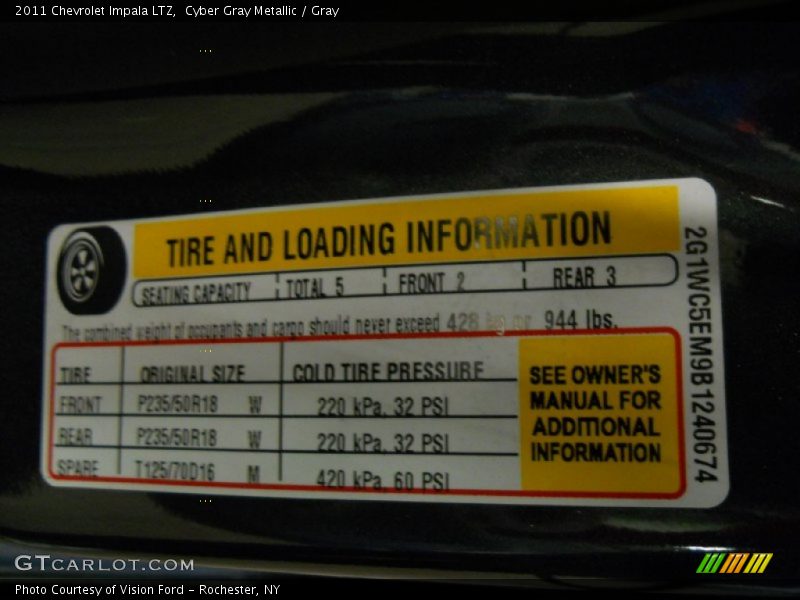 2011 Chevrolet Impala LTZ, Cyber Gray Metallic / Gray
TIRE AND LOADING INFORMATION
SEATING CAPACITY TOTAL 5 FRONT 2 REAR 3
The combined weight of occupants and cargo should never exceed 428 kg or 944 lbs.
TIRE ORIGINAL SIZE COLD TIRE PRESSURE
FRONT P235/50R18 W 220 kPa, 32 PSI
REAR P235/50R18 W 220 kPa, 32 PSI
SPARE T125/70D16 M 420 kPa, 60 PSI
SEE OWNER'S
MANUAL FOR
ADDITIONAL
INFORMATION
2G1WC5EM9B1240674
GTCARLOT.COM
Photo Courtesy of Vision Ford - Rochester, NY